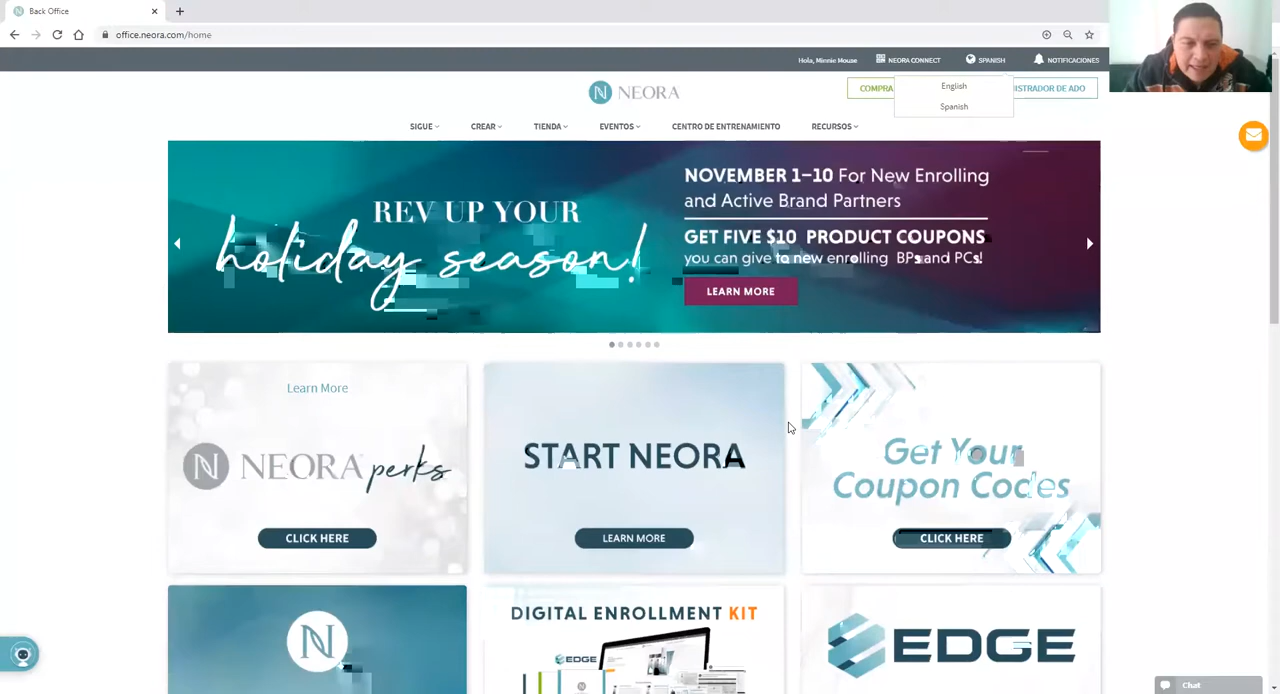 Back Office
office.neora.com/home
Hola, Minnie Mouae
NEORA CONNECT
SPANISH
NOTIFICACIONES
NEORA
COMPRA
English
Spanish
ISTRADOR DE ADO
SIGUE
CREAR
TIENDA
EVENTOS
CENTRO DE ENTRENAMIENTO
RECURSOS
REV UP YOUR
holiday season!
NOVEMBER 1–10 For New Enrolling
and Active Brand Partners
GET FIVE $10 PRODUCT COUPONS
you can give to new enrolling BPs and PCs!
LEARN MORE
Learn More
NEORA perks
CLICK HERE
START NEORA
LEARN MORE
Get Your
Coupon Codes
CLICK HERE
DIGITAL ENROLLMENT KIT
EDGE
EDGE
Chat